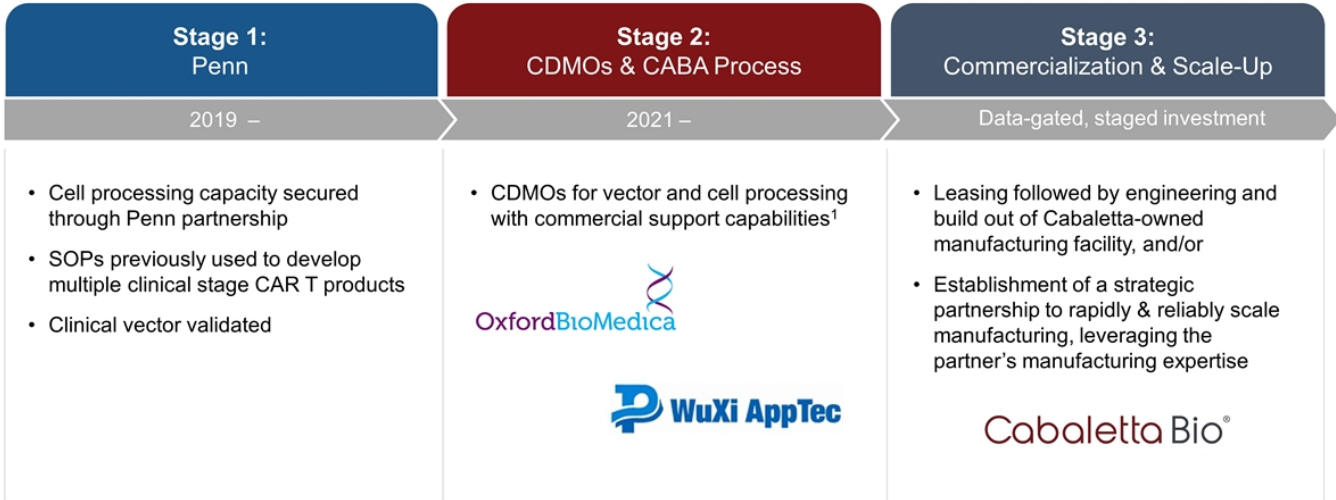 Stage 1:
Penn
Stage 2:
CDMOs & CABA Process
Stage 3:
Commercialization & Scale-Up
2019 –
2021 –
Data-gated, staged investment
• Cell processing capacity secured
through Penn partnership
• SOPs previously used to develop
multiple clinical stage CAR T products
• Clinical vector validated
• CDMOs for vector and cell processing
with commercial support capabilities¹
OxfordBioMedica
WuXi AppTec
• Leasing followed by engineering and
build out of Cabaletta-owned
manufacturing facility, and/or
• Establishment of a strategic
partnership to rapidly & reliably scale
manufacturing, leveraging the
partner’s manufacturing expertise
Cabaletta Bio®